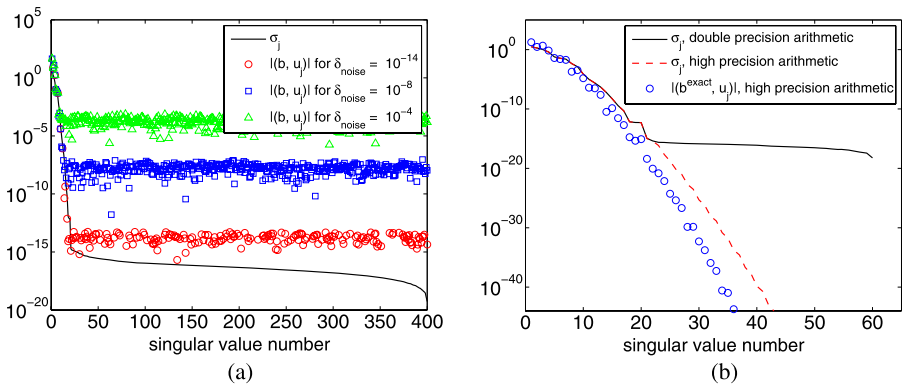 10^5
10^0
10^-5
10^-10
10^-15
10^-20
0 50 100 150 200 250 300 350 400
singular value number
σ_j
|(b, u_j)| for δ_noise = 10^-14
|(b, u_j)| for δ_noise = 10^-8
|(b, u_j)| for δ_noise = 10^-4
(a)
10^0
10^-10
10^-20
10^-30
10^-40
0 10 20 30 40 50 60
singular value number
σ_j, double precision arithmetic
σ_j, high precision arithmetic
|(b^exact, u_j)|, high precision arithmetic
(b)